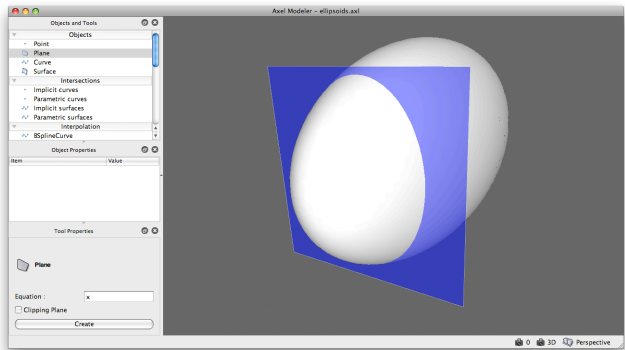 Axel Modeler – ellipsoids.axl
Objects and Tools
Objects
Point
Plane
Curve
Surface
Intersections
Implicit curves
Parametric curves
Implicit surfaces
Parametric surfaces
Interpolation
BSplineCurve
Object Properties
Item Value
Tool Properties
Plane
Equation : x
Clipping Plane
Create
0 3D Perspective